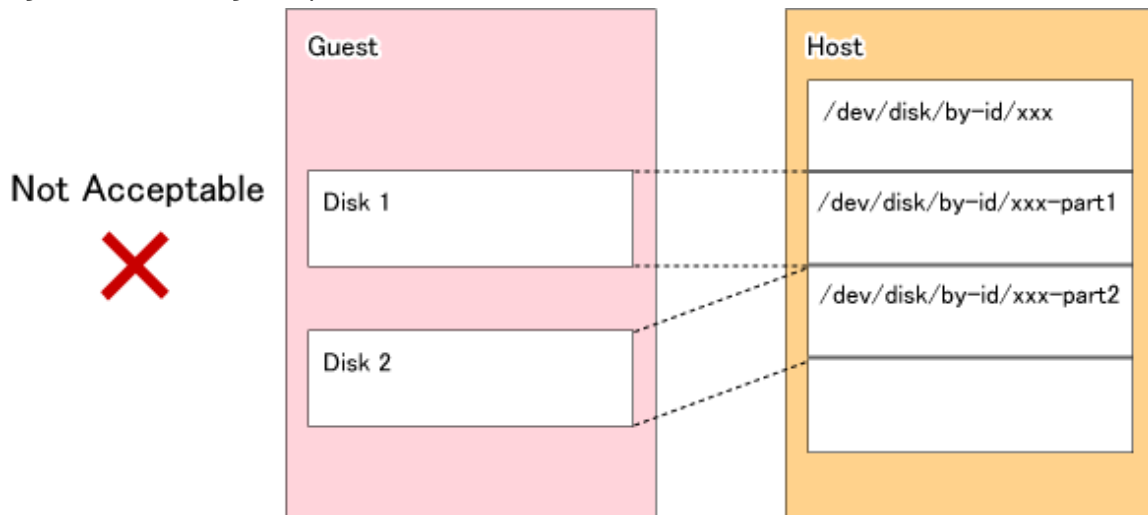 Guest
Host
/dev/disk/by-id/xxx
Not Acceptable
Disk 1
/dev/disk/by-id/xxx-part1
/dev/disk/by-id/xxx-part2
Disk 2